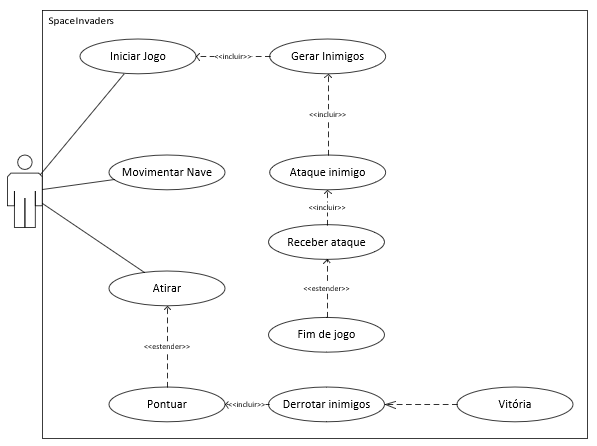 SpaceInvaders
Iniciar Jogo
<<incluir>>
Gerar Inimigos
<<incluir>>
Movimentar Nave
Ataque inimigo
<<incluir>>
Receber ataque
Atirar
<<estender>>
Fim de jogo
<<estender>>
Pontuar
<<incluir>>
Derrotar inimigos
Vitória